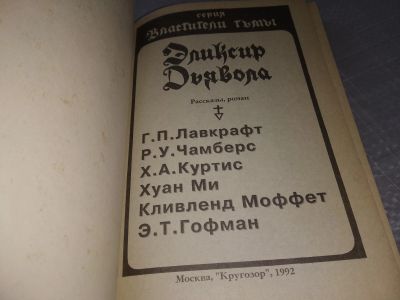 серия
Властители тьмы
Эликсир
Дьявола
Рассказы, роман
Г.П.Лавкрафт
Р.У.Чамберс
Х.А.Куртис
Хуан Ми
Кливленд Моффет
Э.Т.Гофман
Москва, "Кругозор", 1992